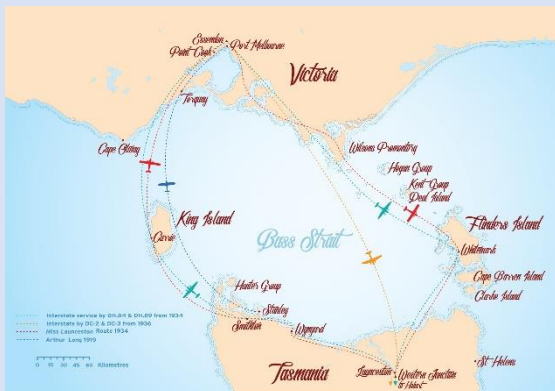 Essendon
Point Cook
Port Melbourne
Victoria
Torquay
Cape Otway
Wilsons Promontory
Hogan Group
Kent Group
Deal Island
King Island
Currie
Bass Strait
Flinders Island
Whitemark
Cape Barren Island
Clarke Island
Hunter Group
Stanley
Smithton
Wynyard
Interstate service by DH.84 & DH.89 from 1934
Interstate by DC-2 & DC-3 from 1936
Miss Launceston Route 1934
Arthur Long 1919
0 15 30 45 60 Kilometres
Tasmania
Launceston
Western Junction
to Hobart
St Helens